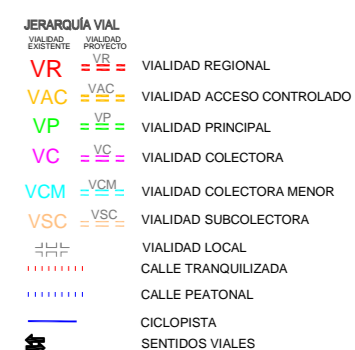 JERARQUÍA VIAL
VIALIDAD EXISTENTE VIALIDAD PROYECTO
VR VR VIALIDAD REGIONAL
VAC VAC VIALIDAD ACCESO CONTROLADO
VP VP VIALIDAD PRINCIPAL
VC VC VIALIDAD COLECTORA
VCM VCM VIALIDAD COLECTORA MENOR
VSC VSC VIALIDAD SUBCOLECTORA
VIALIDAD LOCAL
CALLE TRANQUILIZADA
CALLE PEATONAL
CICLOPISTA
SENTIDOS VIALES